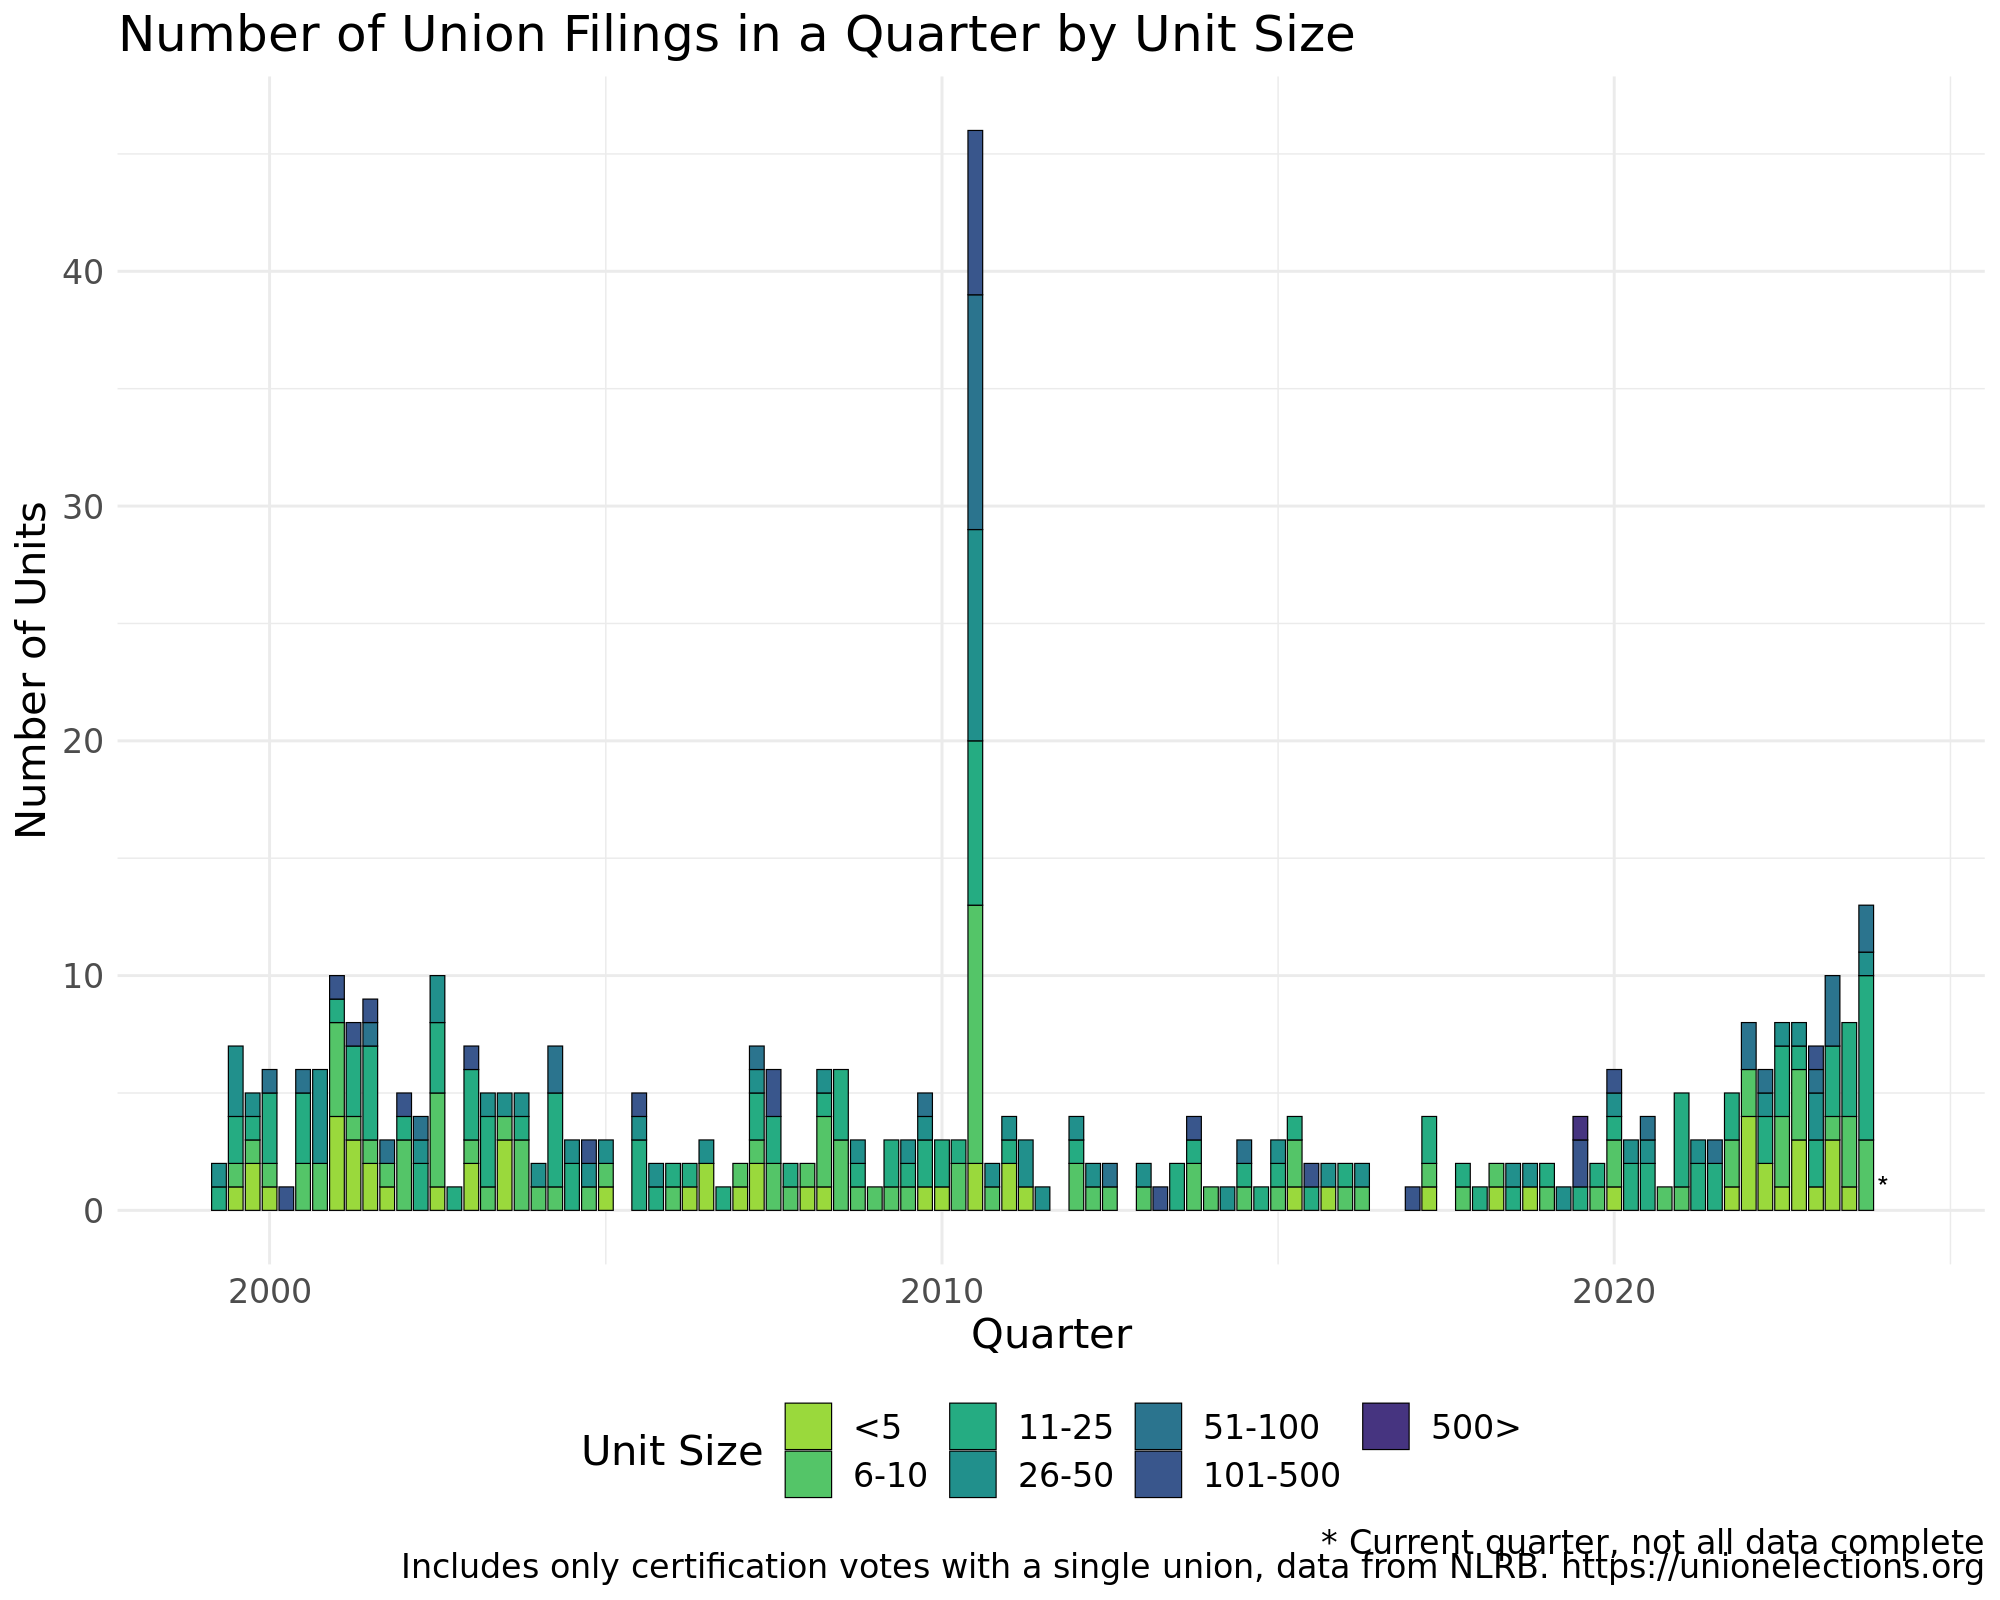 Number of Union Filings in a Quarter by Unit Size
Number of Units
40
30
20
10
0
*
2000 2010 2020
Quarter
Unit Size
<5 11-25 51-100 500>
6-10 26-50 101-500
* Current quarter, not all data complete
Includes only certification votes with a single union, data from NLRB. https://unionelections.org